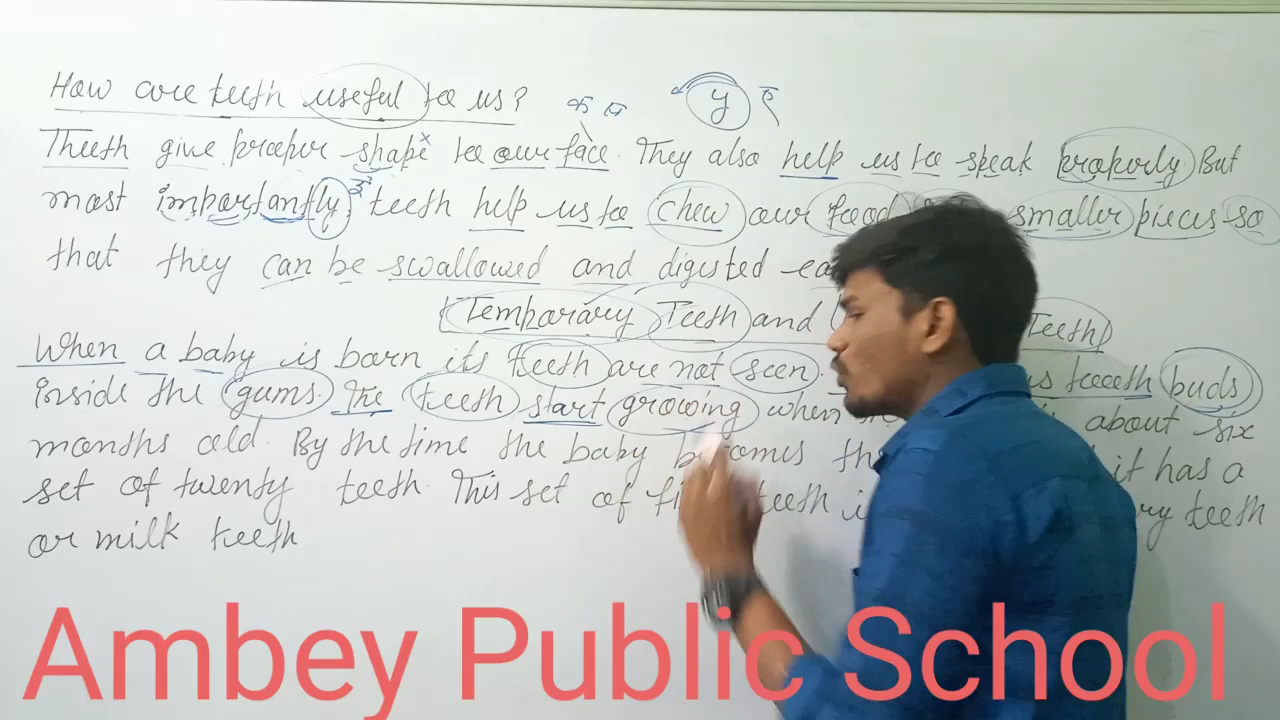 How are teeth useful to us?
क ा स y ए
Theeth give proper shape to our face. They also help us to speak properly. But
most importantly, teeth help us to chew our food smaller pieces so
that they can be swallowed and digested
(Temporary Teeth and Teeth)
When a baby is born its teeth are not seen. as teeeth buds
inside the gums. the teeth start growing when about six
months old. By the time the baby becomes it has a
set of twenty teeth. This set of teeth teeth
or milk teeth
Ambey Public School